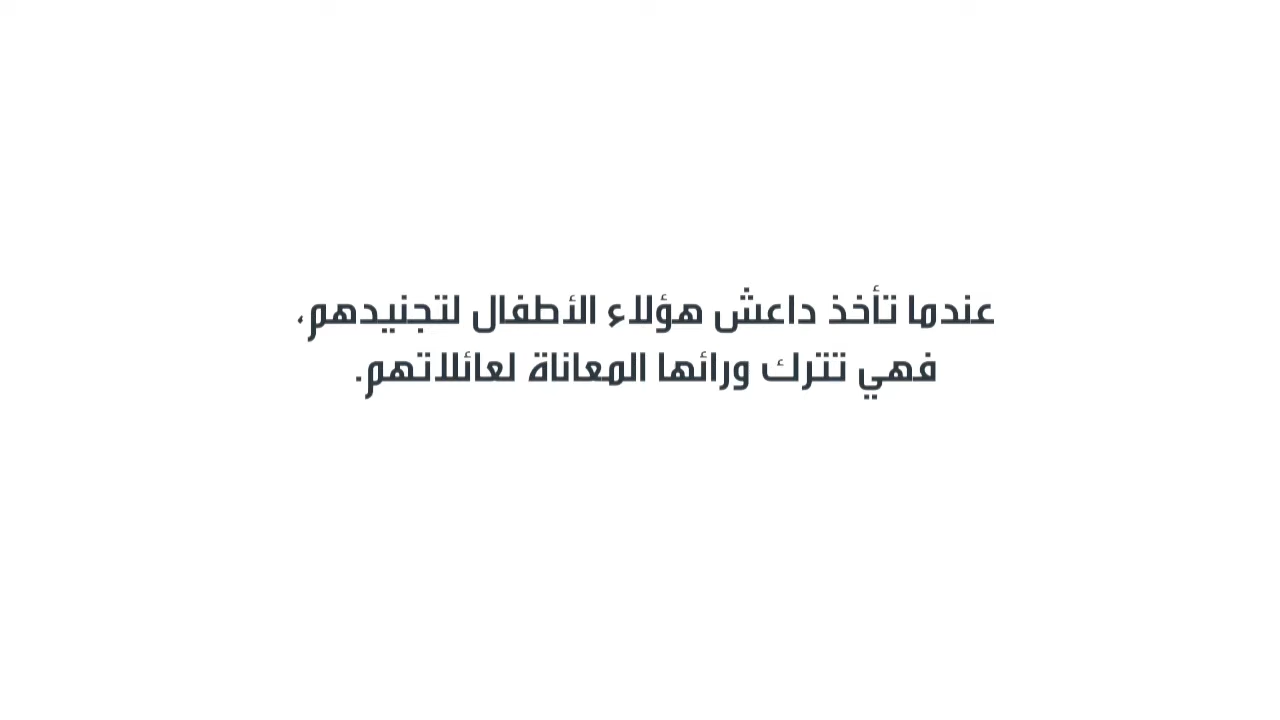 عندما تأخذ داعش هؤلاء الأطفال لتجنيدهم،
فهي تترك ورائها المعاناة لعائلاتهم.